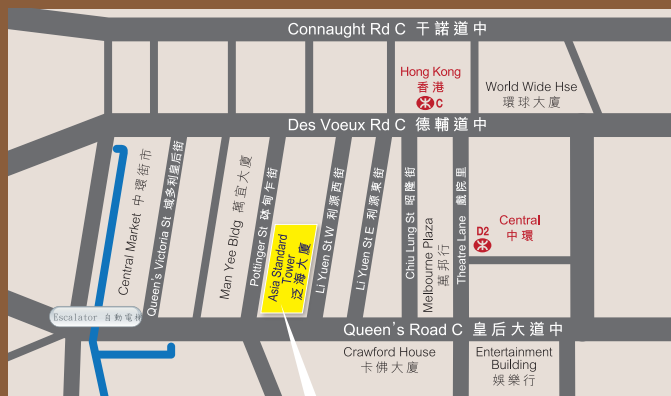 Connaught Rd C 干諾道中
Hong Kong
香港
C
World Wide Hse
環球大廈
Des Voeux Rd C 德輔道中
Central Market 中環街市
Queen's Victoria St 域多利皇后街
Man Yee Bldg 萬宜大廈
Pottinger St 砵甸乍街
Asia Standard
Tower
泛海大廈
Li Yuen St W 利源西街
Li Yuen St E 利源東街
Chiu Lung St 昭隆街
Melbourne Plaza
萬邦行
Theatre Lane 戲院里
D2
Central
中環
Escalator 自動電梯
Queen's Road C 皇后大道中
Crawford House
卡佛大廈
Entertainment
Building
娛樂行